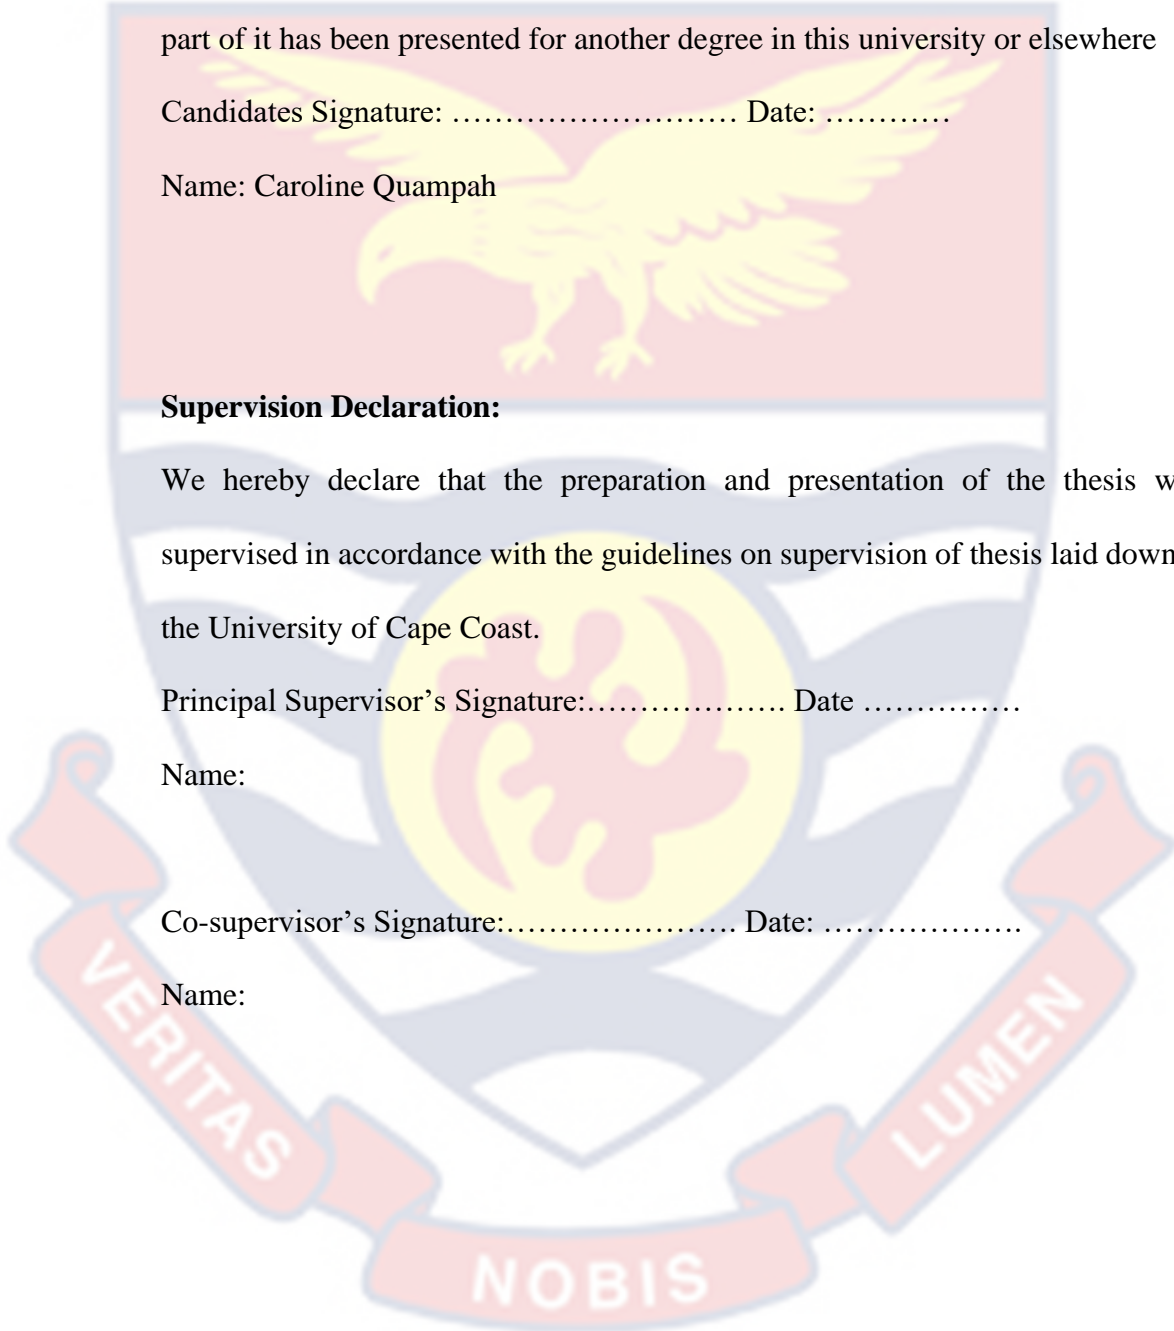 part of it has been presented for another degree in this university or elsewhere
Candidates Signature: ……………………… Date: …………
Name: Caroline Quampah
Supervision Declaration:
We hereby declare that the preparation and presentation of the thesis w
supervised in accordance with the guidelines on supervision of thesis laid down
the University of Cape Coast.
Principal Supervisor’s Signature:………………. Date ……………
Name:
Co-supervisor’s Signature:…………………. Date: ……………….
Name:
VERITAS
NOBIS
LUMEN